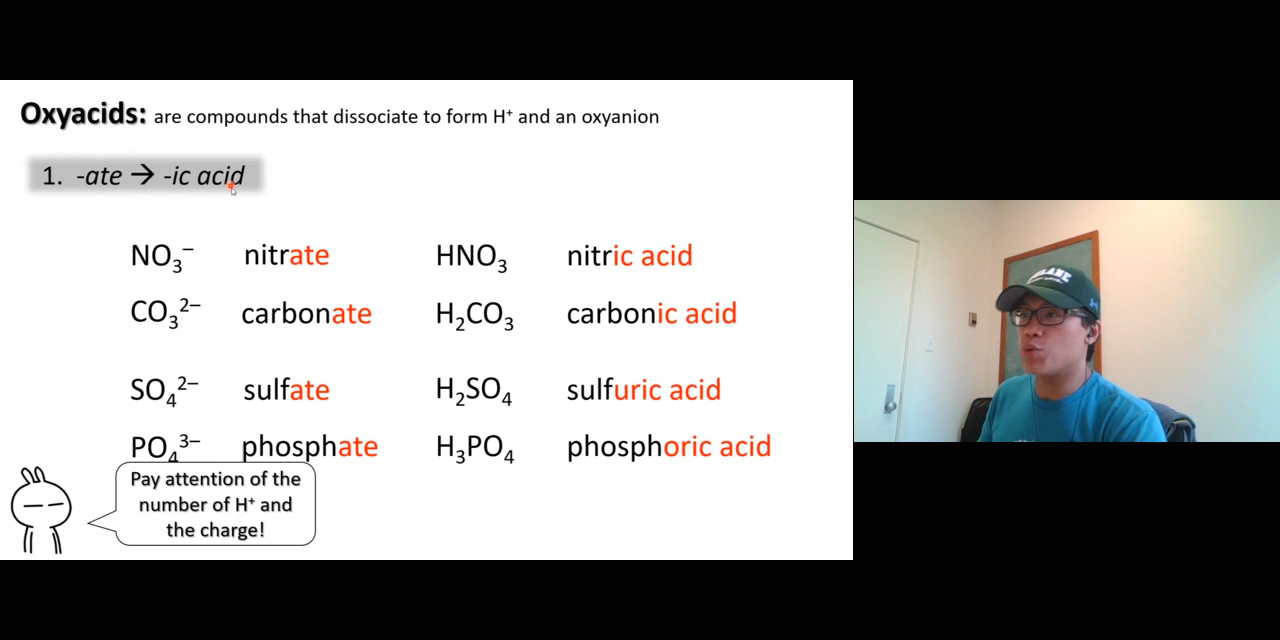 Oxyacids: are compounds that dissociate to form H⁺ and an oxyanion
1. -ate → -ic acid
NO₃⁻ nitrate HNO₃ nitric acid
CO₃²⁻ carbonate H₂CO₃ carbonic acid
SO₄²⁻ sulfate H₂SO₄ sulfuric acid
PO₄³⁻ phosphate H₃PO₄ phosphoric acid
Pay attention of the
number of H⁺ and
the charge!